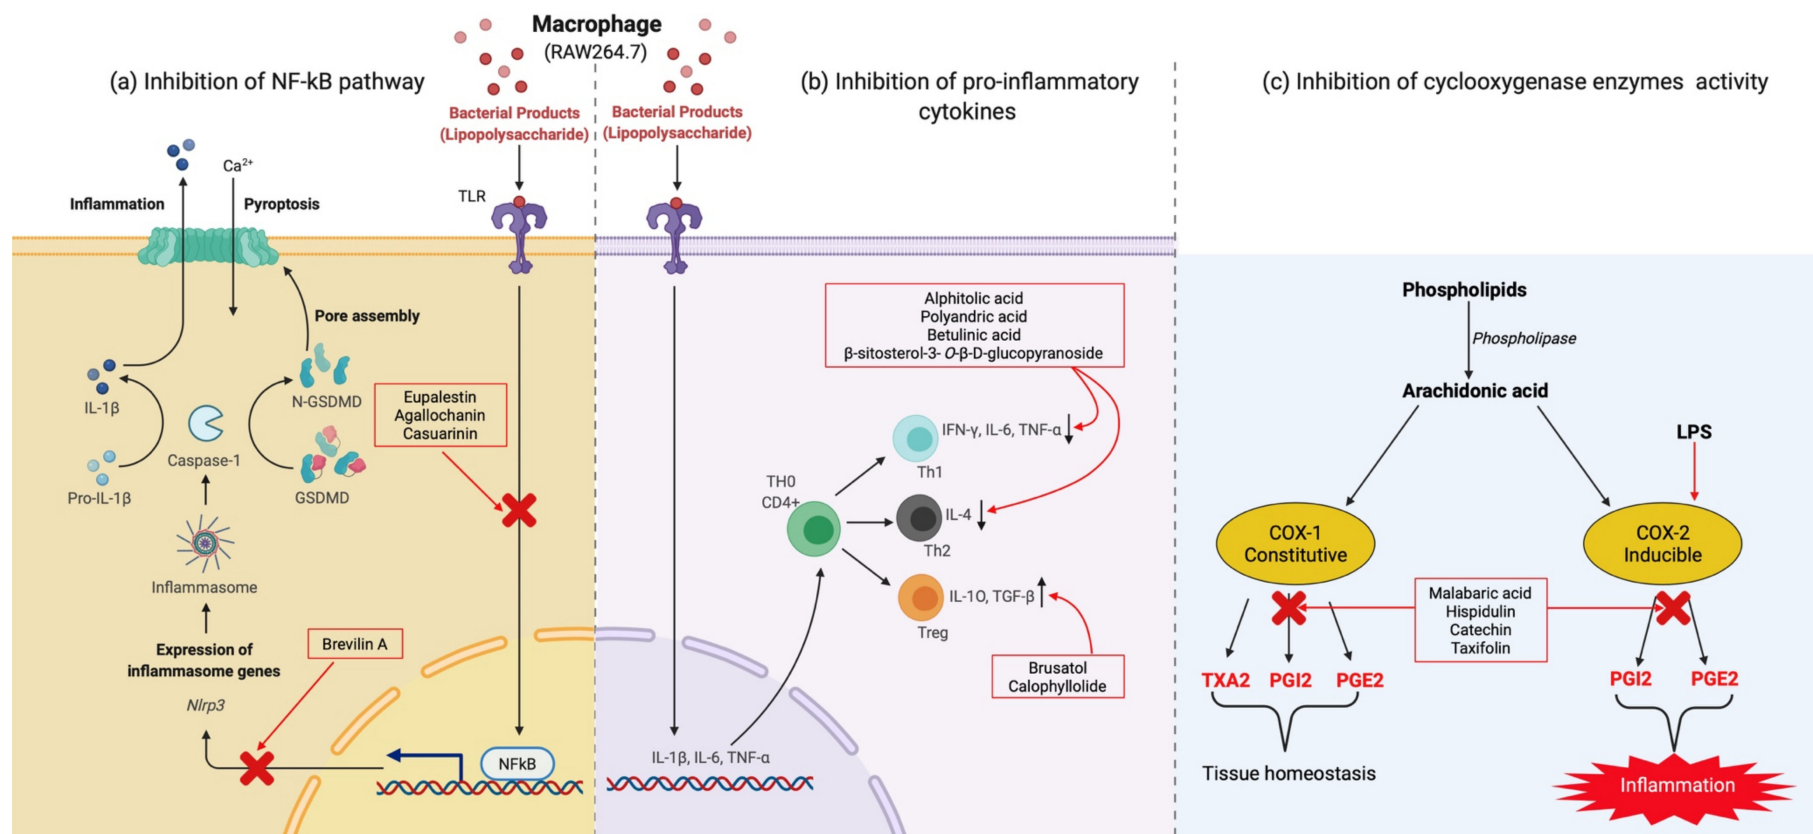 Macrophage
(RAW264.7)
(a) Inhibition of NF-kB pathway
Bacterial Products
(Lipopolysaccharide)
TLR
Ca²⁺
Inflammation
Pyroptosis
Pore assembly
IL-1β
N-GSDMD
Eupalestin
Agallochanin
Casuarinin
Caspase-1
Pro-IL-1β
GSDMD
Inflammasome
Expression of
inflammasome genes
Nlrp3
Brevilin A
NFkB
(b) Inhibition of pro-inflammatory
cytokines
Bacterial Products
(Lipopolysaccharide)
Alphitolic acid
Polyandric acid
Betulinic acid
β-sitosterol-3- O-β-D-glucopyranoside
IFN-γ, IL-6, TNF-α
Th1
TH0
CD4+
IL-4
Th2
IL-10, TGF-β
Treg
Brusatol
Calophyllolide
IL-1β, IL-6, TNF-α
(c) Inhibition of cyclooxygenase enzymes activity
Phospholipids
Phospholipase
Arachidonic acid
LPS
COX-1
Constitutive
COX-2
Inducible
Malabaric acid
Hispidulin
Catechin
Taxifolin
TXA2 PGI2 PGE2
PGI2 PGE2
Tissue homeostasis
Inflammation